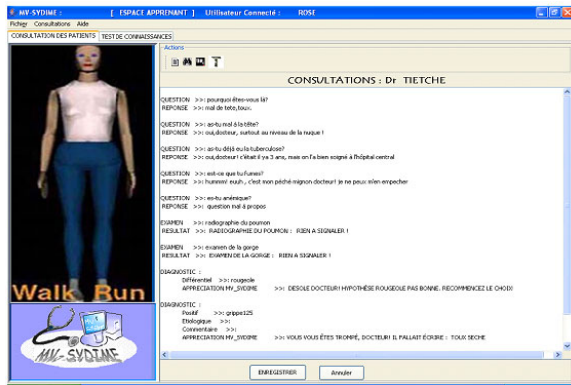 MV-SYDIME : [ ESPACE APPRENANT ] Utilisateur Connecté : ROSE
Fichier Consultations Aide
CONSULTATION DES PATIENTS TEST DE CONNAISSANCES
Actions
CONSULTATIONS : Dr TIETCHE
QUESTION >>: pourquoi êtes-vous là?
REPONSE >>: mal de tete,toux.
QUESTION >>: as-tu mal à la tête?
REPONSE >>: oui,docteur, surtout au niveau de la nuque !
QUESTION >>: as-tu déjà eu la tuberculose?
REPONSE >>: oui,docteur! c'était il ya 3 ans, mais on l'a bien soigné à l'hôpital central
QUESTION >>: est-ce que tu fumes?
REPONSE >>: hummm! euuh., c'est mon péché mignon docteur! je ne peux m'en empecher
QUESTION >>: es-tu anémique?
REPONSE >>: question mal à propos
EXAMEN >>: radiographie du poumon
RESULTAT >>: RADIOGRAPHIE DU POUMON : RIEN A SIGNALER !
EXAMEN >>: examen de la gorge
RESULTAT >>: EXAMEN DE LA GORGE : RIEN A SIGNALER !
DIAGNOSTIC :
Différentiel >>: rougeole
APPRECIATION MV_SYDIME >>: DESOLE DOCTEUR! HYPOTHÈSE ROUGEOLE PAS BONNE. RECOMMENCEZ LE CHOIX!
DIAGNOSTIC :
Positif >>: grippe125
Etiologique >>:
Commentaire >>:
APPRECIATION MV_SYDIME >>: VOUS VOUS ÊTES TROMPÉ, DOCTEUR! IL FALLAIT ÉCRIRE : TOUX SECHE
Walk Run
MV-SYDIME
ENREGISTRER Annuler